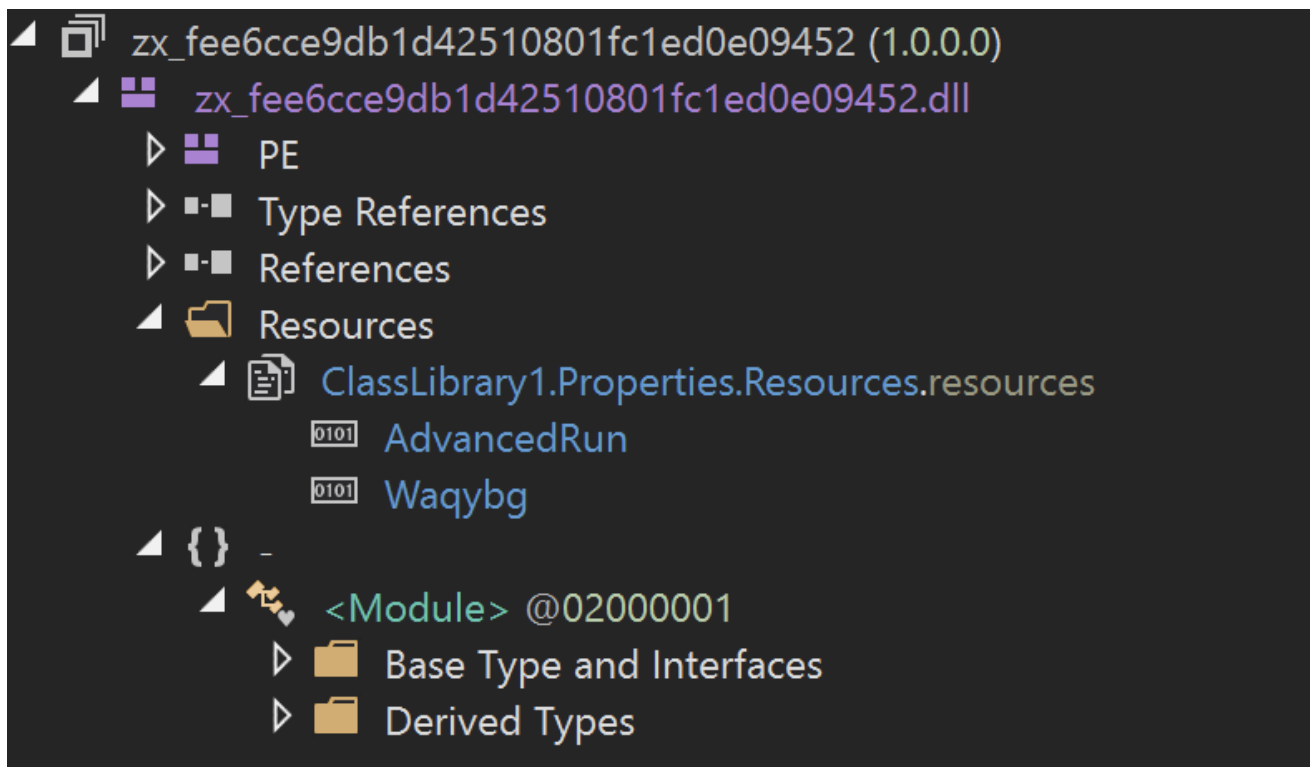 zx_fee6cce9db1d42510801fc1ed0e09452 (1.0.0.0)
zx_fee6cce9db1d42510801fc1ed0e09452.dll
PE
Type References
References
Resources
ClassLibrary1.Properties.Resources.resources
0101 AdvancedRun
0101 Waqybg
{ } -
<Module> @02000001
Base Type and Interfaces
Derived Types